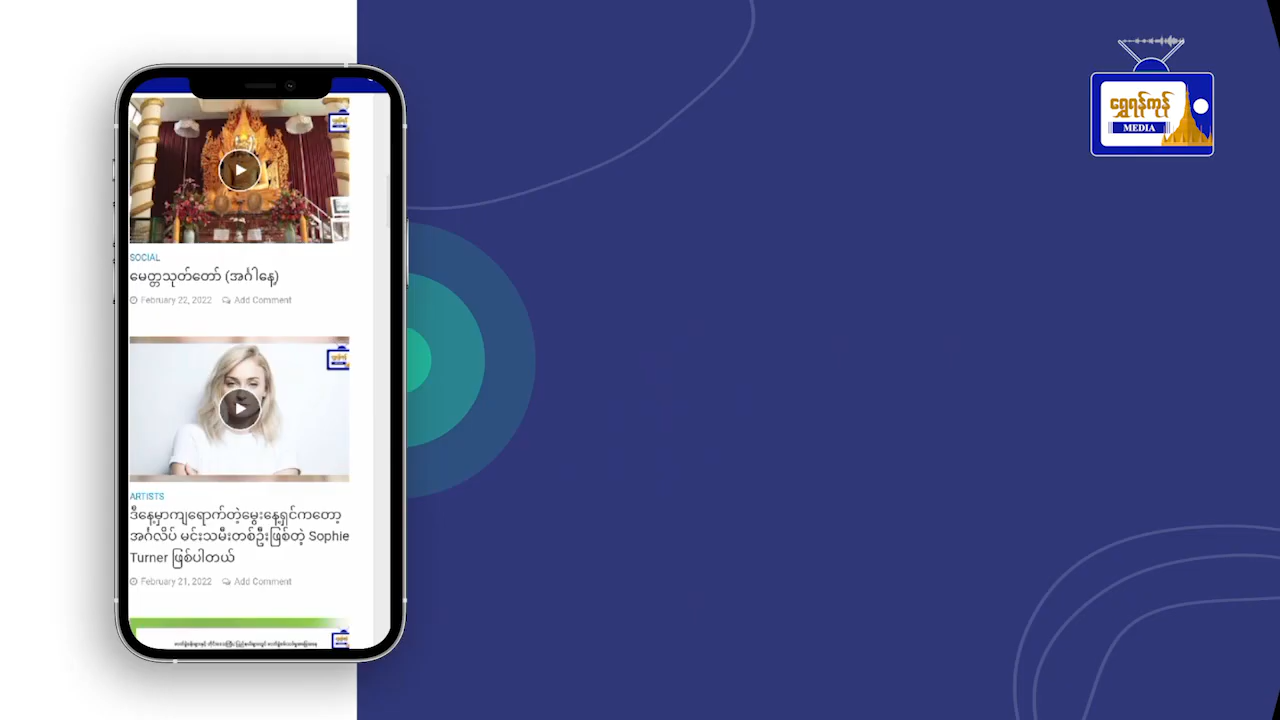 SOCIAL
မေတ္တသုတ်တော် (အင်္ဂါနေ့)
February 22, 2022 Add Comment
ARTISTS
ဒီနေ့မှာကျရောက်တဲ့မွေးနေ့ရှင်ကတော့
အင်္ဂလိပ် မင်းသမီးတစ်ဦးဖြစ်တဲ့ Sophie
Turner ဖြစ်ပါတယ်
February 21, 2022 Add Comment
ရွှေရန်ကုန်
MEDIA